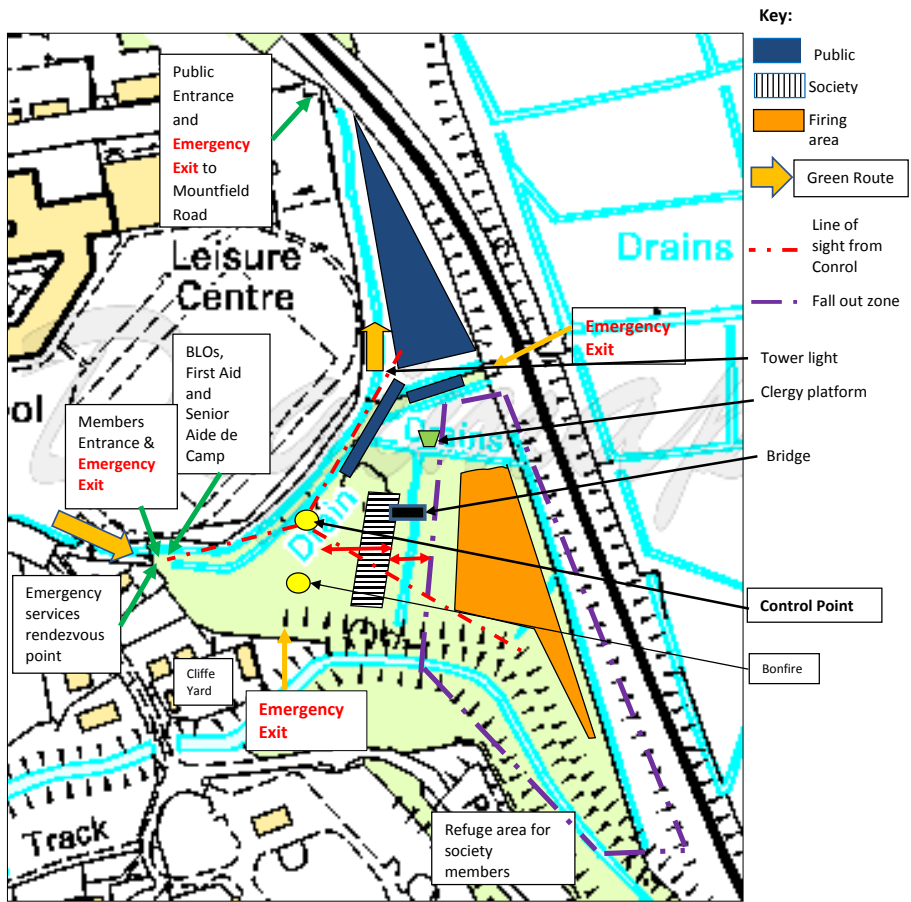 Key:
Public
Society
Firing
area
Green Route
Line of
sight from
Conrol
Fall out zone
Public
Entrance
and
Emergency
Exit to
Mountfield
Road
Leisure
Centre
Drains
BLOs,
First Aid
and
Senior
Aide de
Camp
Emergency
Exit
Tower light
Clergy platform
ol
Members
Entrance &
Emergency
Exit
Drains
Bridge
Drain
Emergency
services
rendezvous
point
Control Point
Cliffe
Yard
Bonfire
Emergency
Exit
Track
Refuge area for
society
members